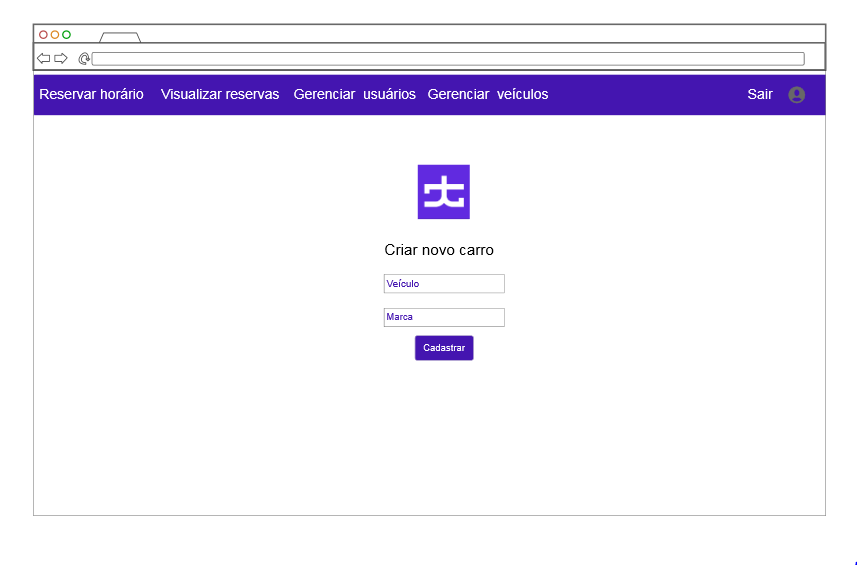 Reservar horário Visualizar reservas Gerenciar usuários Gerenciar veículos Sair
Criar novo carro
Veículo
Marca
Cadastrar